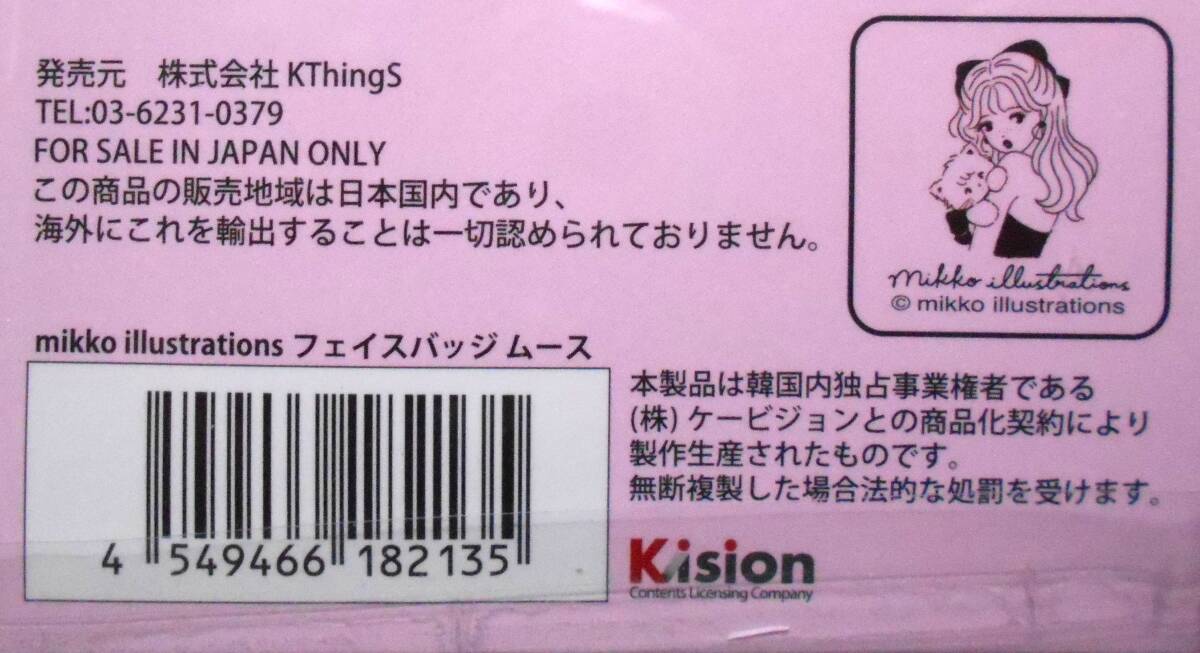 発売元　株式会社 KThingS
TEL:03-6231-0379
FOR SALE IN JAPAN ONLY
この商品の販売地域は日本国内であり、
海外にこれを輸出することは一切認められておりません。
mikko illustrations
© mikko illustrations
mikko illustrations フェイスバッジ ムース
4 549466 182135
本製品は韓国内独占事業権者である
(株) ケービジョンとの商品化契約により
製作生産されたものです。
無断複製した場合法的な処罰を受けます。
Kvision
Contents Licensing Company